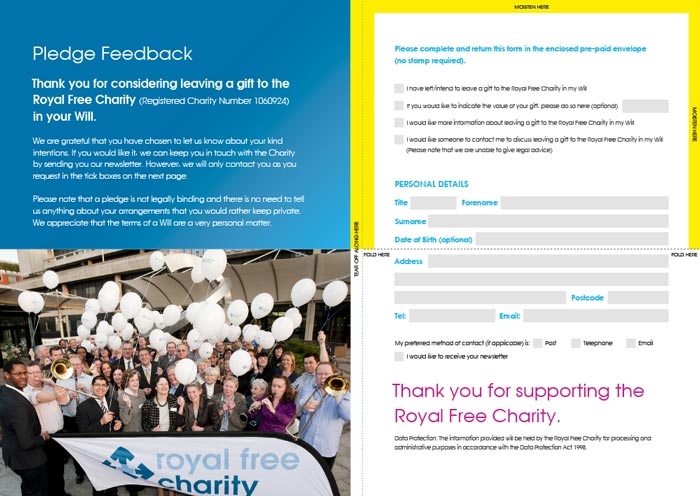 Pledge Feedback
Thank you for considering leaving a gift to the
Royal Free Charity (Registered Charity Number 1060924)
in your Will.
We are grateful that you have chosen to let us know about your kind
intentions. If you would like it, we can keep you in touch with the Charity
by sending you our newsletter. However, we will only contact you as you
request in the tick boxes on the next page.
Please note that a pledge is not legally binding and there is no need to tell
us anything about your arrangements that you would rather keep private.
We appreciate that the terms of a Will are a very personal matter.
royal free
charity
TEAR OFF ALONG HERE
MOISTEN HERE
MOISTEN HERE
Please complete and return this form in the enclosed pre-paid envelope
(no stamp required).
I have left/intend to leave a gift to the Royal Free Charity in my Will
If you would like to indicate the value of your gift, please do so here (optional)
I would like more information about leaving a gift to the Royal Free Charity in my Will
I would like someone to contact me to discuss leaving a gift to the Royal Free Charity in my Will
(Please note that we are unable to give legal advice)
PERSONAL DETAILS
Title Forename
Surname
Date of Birth (optional)
FOLD HERE
FOLD HERE
Address
Postcode
Tel: Email:
My preferred method of contact (if applicable) is: Post Telephone Email
I would like to receive your newsletter
Thank you for supporting the
Royal Free Charity.
Data Protection: The information provided will be held by the Royal Free Charity for processing and
administrative purposes in accordance with the Data Protection Act 1998.